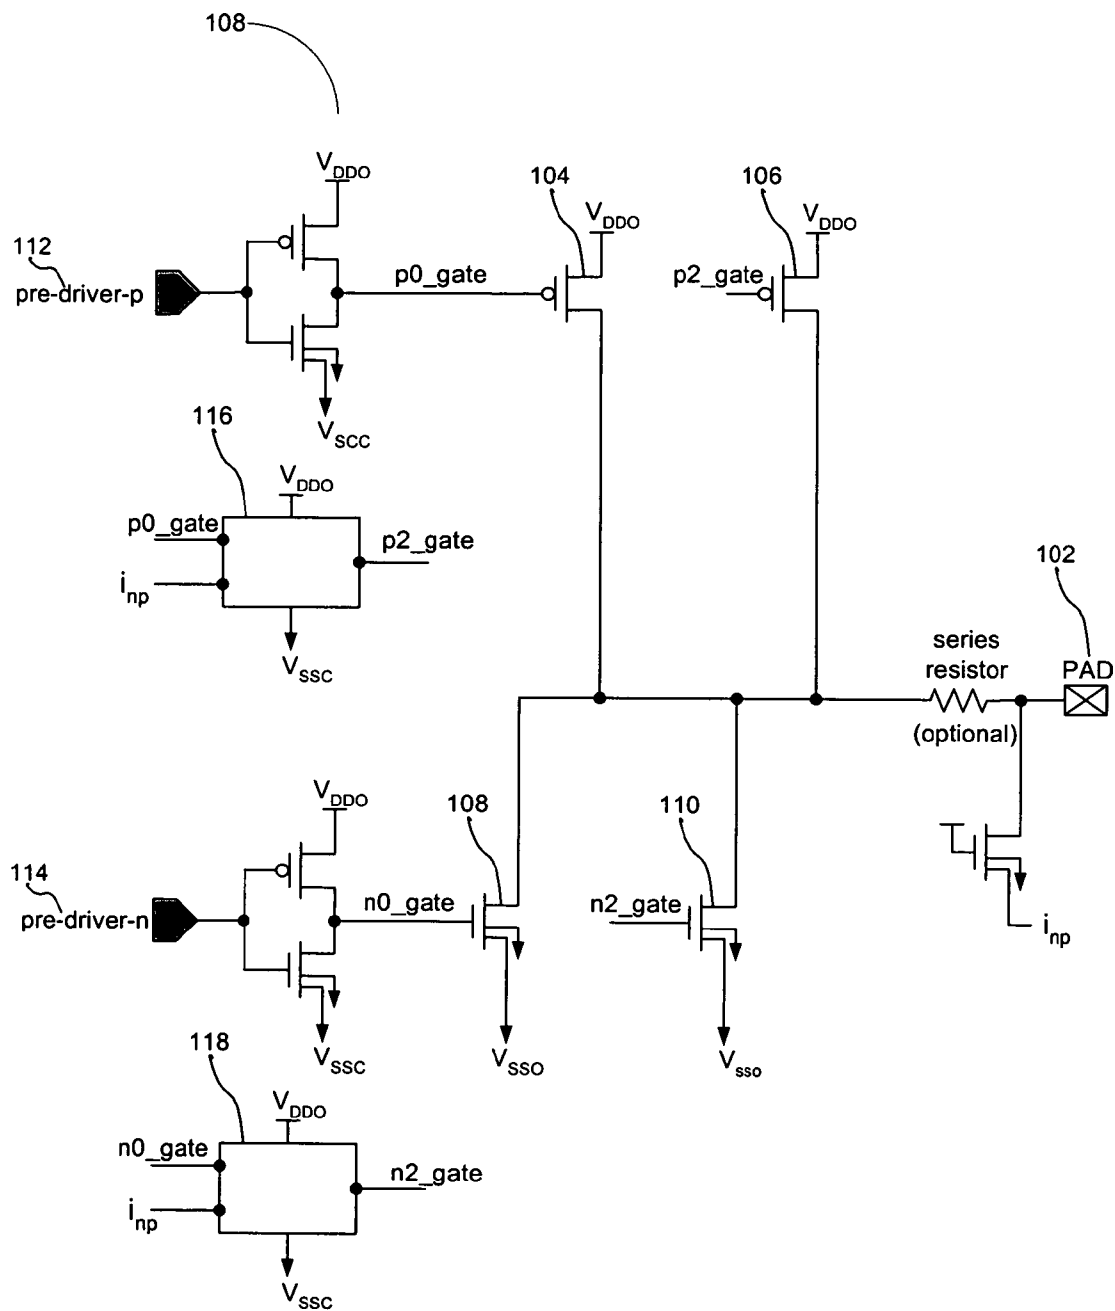 108
V_DDO
104
106
V_DDO
V_DDO
112
pre-driver-p
p0_gate
p2_gate
V_SCC
116
V_DDO
p0_gate
p2_gate
i_np
V_SSC
102
series
resistor
PAD
(optional)
V_DDO
108
110
114
pre-driver-n
n0_gate
n2_gate
i_np
V_SSC
V_SSO
V_sso
118
V_DDO
n0_gate
n2_gate
i_np
V_SSC